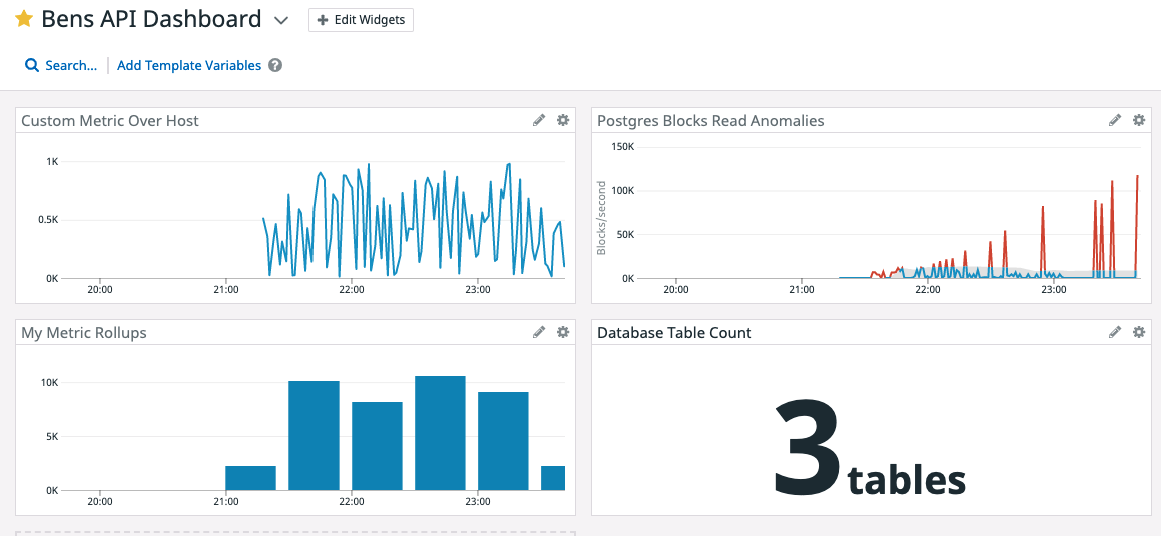 Bens API Dashboard
Edit Widgets
Search...
Add Template Variables ?
Custom Metric Over Host
1K
0.5K
0K
20:00 21:00 22:00 23:00
Postgres Blocks Read Anomalies
Blocks/second
150K
100K
50K
0K
20:00 21:00 22:00 23:00
My Metric Rollups
10K
5K
0K
20:00 21:00 22:00 23:00
Database Table Count
3 tables